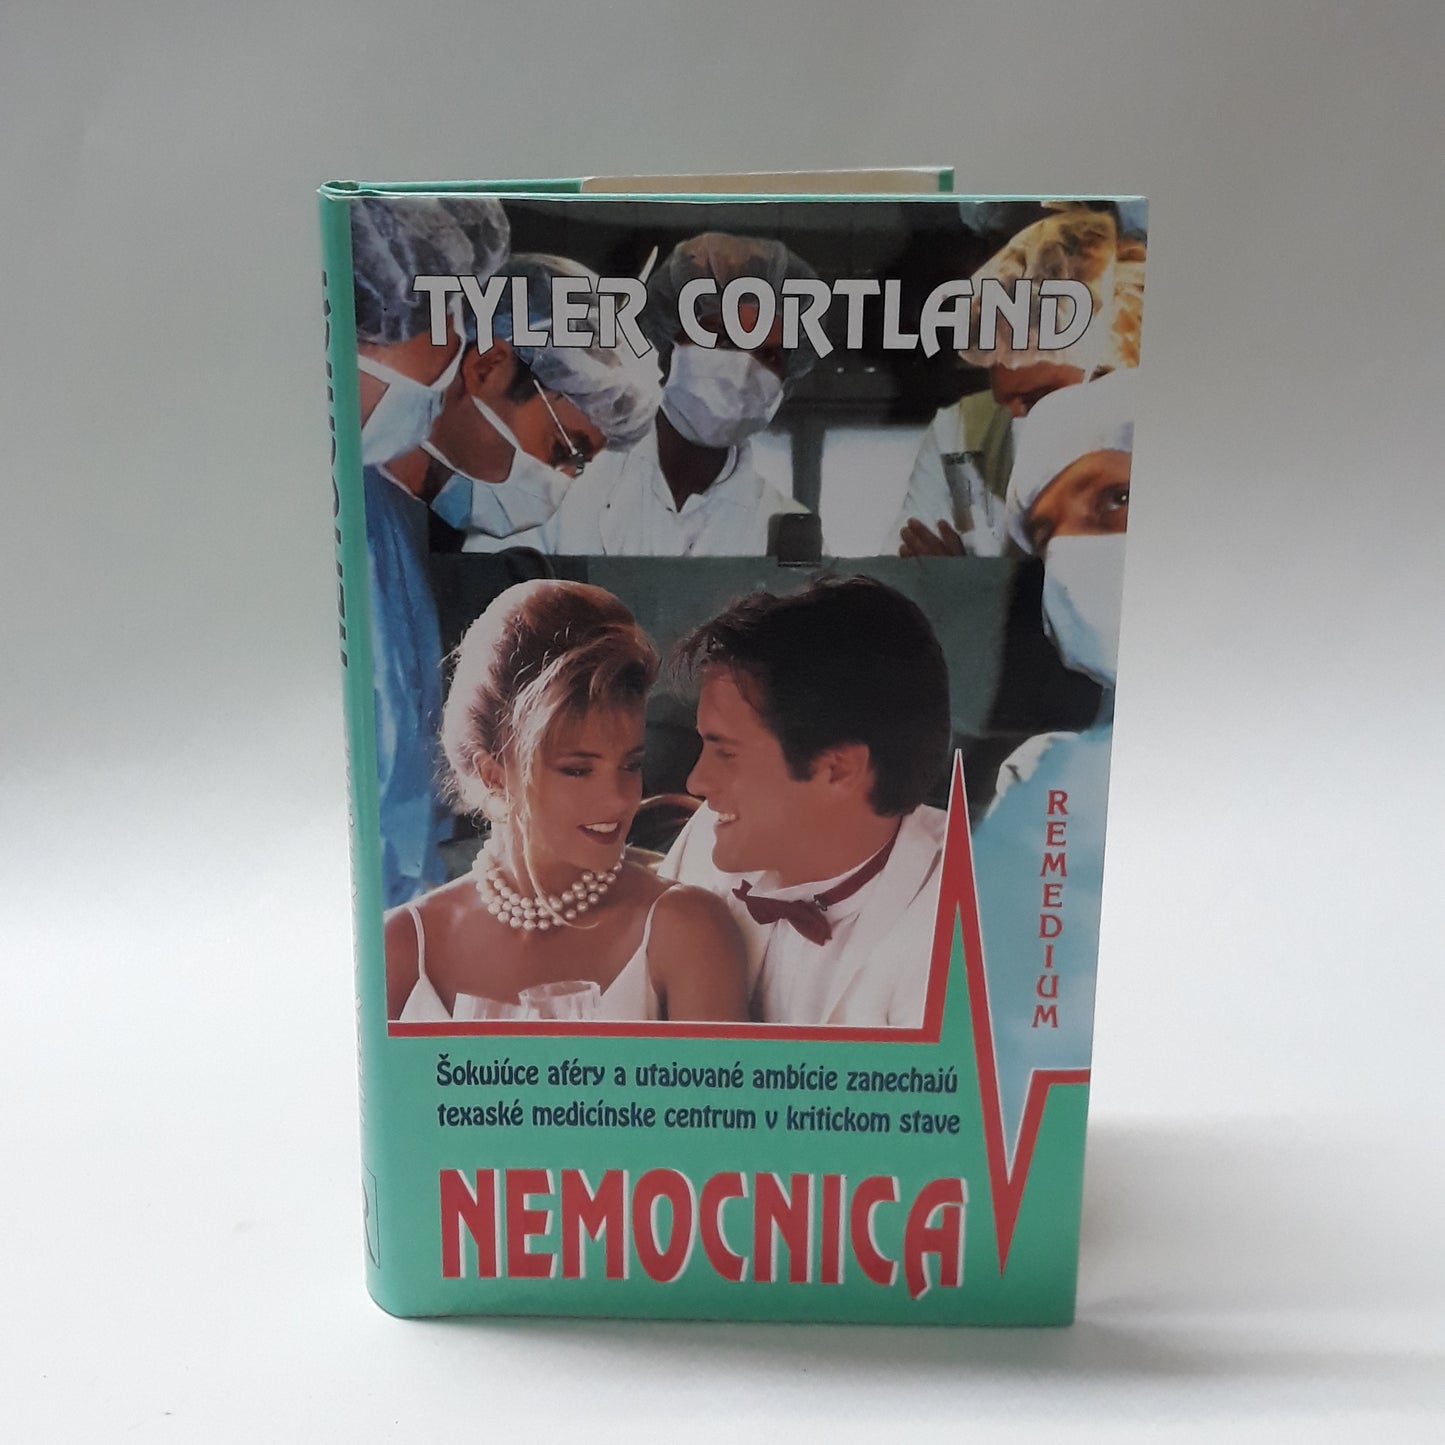 TYLER CORTLAND
REMEDIUM
Šokujúce aféry a utajované ambície zanechajú
texaské medicínske centrum v kritickom stave
NEMOCNICA